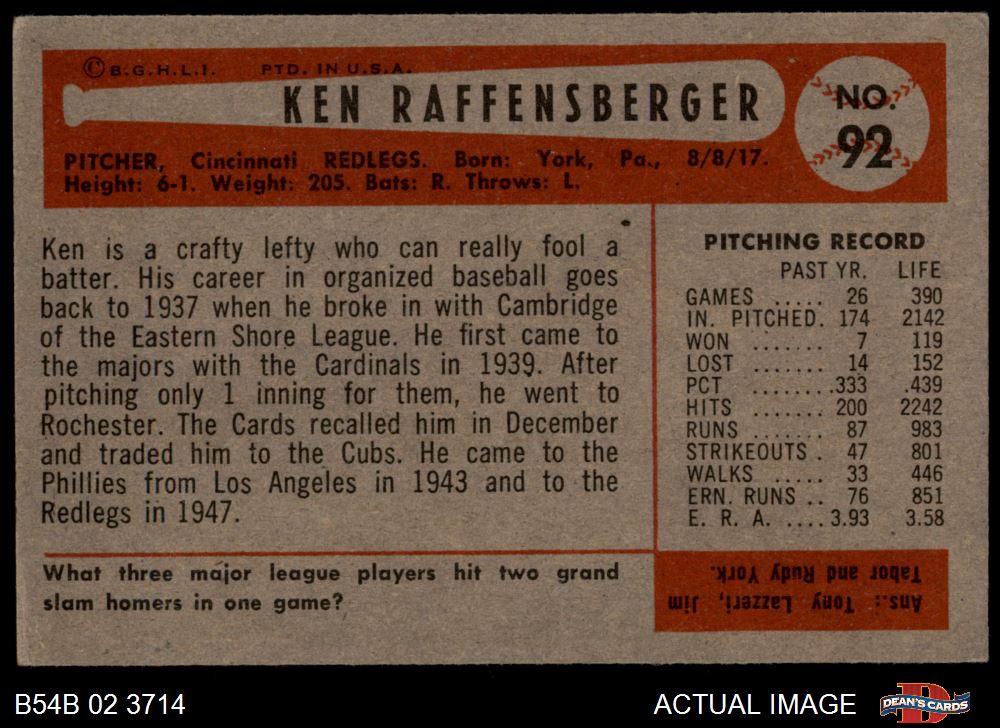 © B.G.H.L.I. PTD. IN U.S.A.
KEN RAFFENSBERGER
NO.
92
PITCHER, Cincinnati REDLEGS. Born: York, Pa., 8/8/17.
Height: 6-1. Weight: 205. Bats: R. Throws: L.
Ken is a crafty lefty who can really fool a
batter. His career in organized baseball goes
back to 1937 when he broke in with Cambridge
of the Eastern Shore League. He first came to
the majors with the Cardinals in 1939. After
pitching only 1 inning for them, he went to
Rochester. The Cards recalled him in December
and traded him to the Cubs. He came to the
Phillies from Los Angeles in 1943 and to the
Redlegs in 1947.
PITCHING RECORD
PAST YR. LIFE
GAMES ..... 26 390
IN. PITCHED. 174 2142
WON ....... 7 119
LOST ....... 14 152
PCT ....... .333 .439
HITS ....... 200 2242
RUNS ....... 87 983
STRIKEOUTS . 47 801
WALKS ..... 33 446
ERN. RUNS .. 76 851
E. R. A. .... 3.93 3.58
What three major league players hit two grand
slam homers in one game?
Ans.: Tony Lazzeri, Jim
Tabor and Rudy York.
B54B 02 3714
ACTUAL IMAGE
D
DEAN'S CARDS